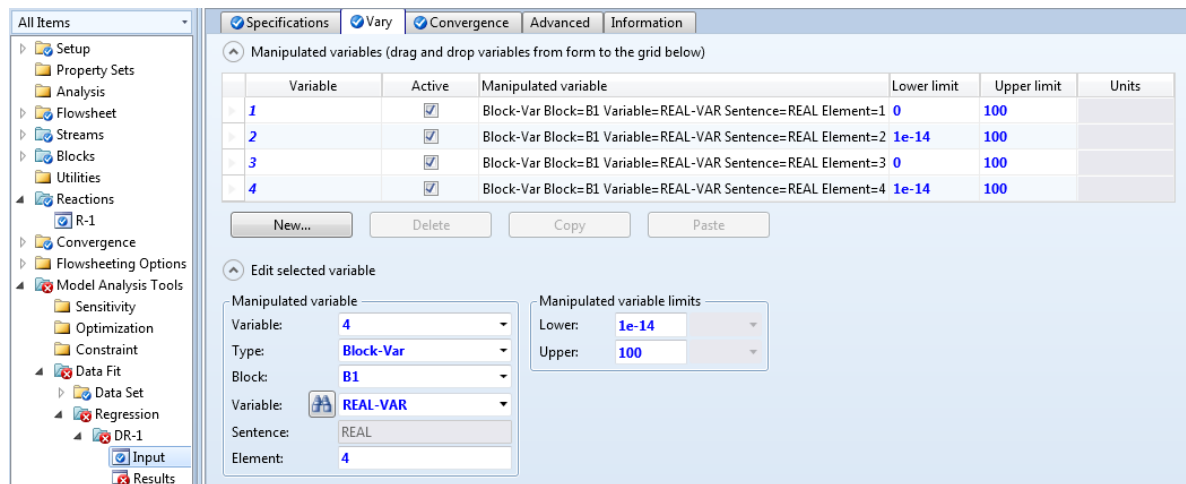 All Items
Setup
Property Sets
Analysis
Flowsheet
Streams
Blocks
Utilities
Reactions
R-1
Convergence
Flowsheeting Options
Model Analysis Tools
Sensitivity
Optimization
Constraint
Data Fit
Data Set
Regression
DR-1
Input
Results
Specifications Vary Convergence Advanced Information
Manipulated variables (drag and drop variables from form to the grid below)
Variable Active Manipulated variable Lower limit Upper limit Units
1 Block-Var Block=B1 Variable=REAL-VAR Sentence=REAL Element=1 0 100
2 Block-Var Block=B1 Variable=REAL-VAR Sentence=REAL Element=2 1e-14 100
3 Block-Var Block=B1 Variable=REAL-VAR Sentence=REAL Element=3 0 100
4 Block-Var Block=B1 Variable=REAL-VAR Sentence=REAL Element=4 1e-14 100
New... Delete Copy Paste
Edit selected variable
Manipulated variable
Variable: 4
Type: Block-Var
Block: B1
Variable: REAL-VAR
Sentence: REAL
Element: 4
Manipulated variable limits
Lower: 1e-14
Upper: 100